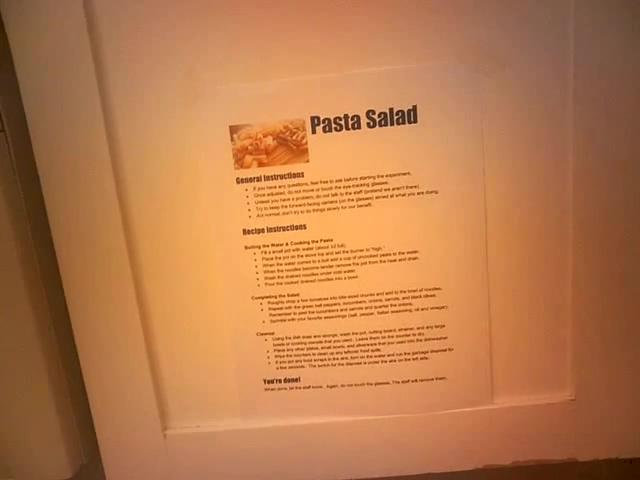 Pasta Salad
General Instructions
If you have any questions, feel free to ask before starting the experiment.
Once adjusted, do not move or touch the eye-tracking glasses.
Unless you have a problem, do not talk to the staff (pretend we aren't there).
Try to keep the forward-facing camera (on the glasses) aimed at what you are doing.
Act normal, don't try to do things slowly for our benefit.
Recipe Instructions
Boiling the Water & Cooking the Pasta
Fill a small pot with water (about 1/2 full).
Place the pot on the stove top and set the burner to "high."
When the water comes to a boil add a cup of uncooked pasta to the water.
When the noodles become tender remove the pot from the heat and drain.
Wash the drained noodles under cold water.
Pour the cooled drained noodles into a bowl.
Completing the Salad
Roughly chop a few tomatoes into bite-sized chunks and add to the bowl of noodles.
Repeat with the green bell peppers, cucumbers, onions, carrots, and black olives.
Remember to peel the cucumbers and carrots and quarter the onions.
Sprinkle with your favorite seasonings (salt, pepper, Italian seasoning, oil and vinegar).
Cleanup
Using the dish soap and sponge, wash the pot, cutting board, strainer, and any large
bowls or cooking utensils that you used. Leave them on the counter to dry.
Place any other plates, small bowls, and silverware that you used into the dishwasher.
Wipe the counters to clean up any leftover food spills.
If you put any food scraps in the sink, turn on the water and run the garbage disposal for
a few seconds. The switch for the disposal is under the sink on the left side.
You're done!
When done, let the staff know. Again, do not touch the glasses. The staff will remove them.